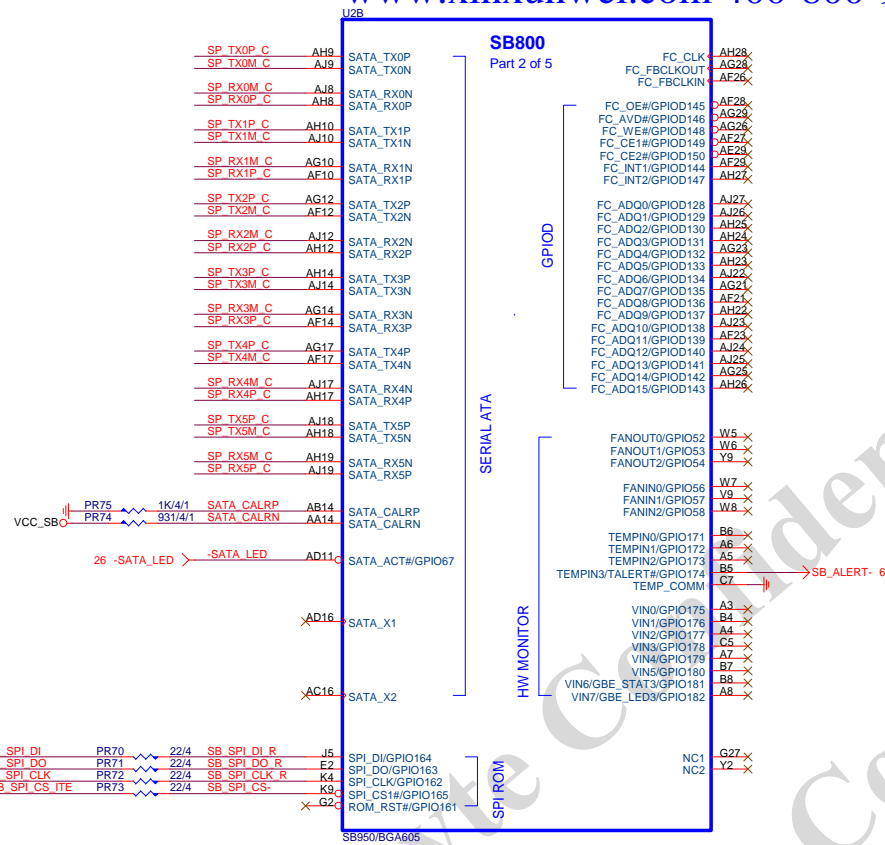 U2B
SB800
Part 2 of 5
SP_TX0P_C AH9 SATA_TX0P
SP_TX0M_C AJ9 SATA_TX0N
SP_RX0M_C AJ8 SATA_RX0N
SP_RX0P_C AH8 SATA_RX0P
SP_TX1P_C AH10 SATA_TX1P
SP_TX1M_C AJ10 SATA_TX1N
SP_RX1M_C AG10 SATA_RX1N
SP_RX1P_C AF10 SATA_RX1P
SP_TX2P_C AG12 SATA_TX2P
SP_TX2M_C AF12 SATA_TX2N
SP_RX2M_C AJ12 SATA_RX2N
SP_RX2P_C AH12 SATA_RX2P
SP_TX3P_C AH14 SATA_TX3P
SP_TX3M_C AJ14 SATA_TX3N
SP_RX3M_C AG14 SATA_RX3N
SP_RX3P_C AF14 SATA_RX3P
SP_TX4P_C AG17 SATA_TX4P
SP_TX4M_C AF17 SATA_TX4N
SP_RX4M_C AJ17 SATA_RX4N
SP_RX4P_C AH17 SATA_RX4P
SP_TX5P_C AJ18 SATA_TX5P
SP_TX5M_C AH18 SATA_TX5N
SP_RX5M_C AH19 SATA_RX5N
SP_RX5P_C AJ19 SATA_RX5P
PR75 1K/4/1 SATA_CALRP AB14 SATA_CALRP
VCC_SB PR74 931/4/1 SATA_CALRN AA14 SATA_CALRN
26 -SATA_LED -SATA_LED AD11 SATA_ACT#/GPIO67
AD16 SATA_X1
AC16 SATA_X2
SPI_DI PR70 22/4 SB_SPI_DI_R J5 SPI_DI/GPIO164
SPI_DO PR71 22/4 SB_SPI_DO_R E2 SPI_DO/GPIO163
SPI_CLK PR72 22/4 SB_SPI_CLK_R K4 SPI_CLK/GPIO162
SPI_CS_ITE PR73 22/4 SB_SPI_CS- K9 SPI_CS1#/GPIO165
G2 ROM_RST#/GPIO161
SERIAL ATA
SPI ROM
FC_CLK AH28
FC_FBCLKOUT AG28
FC_FBCLKIN AF26
FC_OE#/GPIOD145 AF28
FC_AVD#/GPIOD146 AG29
FC_WE#/GPIOD148 AG26
FC_CE1#/GPIOD149 AF27
FC_CE2#/GPIOD150 AE29
FC_INT1/GPIOD144 AF29
FC_INT2/GPIOD147 AH27
FC_ADQ0/GPIOD128 AJ27
FC_ADQ1/GPIOD129 AJ26
FC_ADQ2/GPIOD130 AH25
FC_ADQ3/GPIOD131 AH24
FC_ADQ4/GPIOD132 AG23
FC_ADQ5/GPIOD133 AH23
FC_ADQ6/GPIOD134 AJ22
FC_ADQ7/GPIOD135 AG21
FC_ADQ8/GPIOD136 AF21
FC_ADQ9/GPIOD137 AH22
FC_ADQ10/GPIOD138 AJ23
FC_ADQ11/GPIOD139 AF23
FC_ADQ12/GPIOD140 AJ24
FC_ADQ13/GPIOD141 AJ25
FC_ADQ14/GPIOD142 AG25
FC_ADQ15/GPIOD143 AH26
GPIOD
FANOUT0/GPIO52 W5
FANOUT1/GPIO53 W6
FANOUT2/GPIO54 Y9
FANIN0/GPIO56 W7
FANIN1/GPIO57 V9
FANIN2/GPIO58 W8
TEMPIN0/GPIO171 B6
TEMPIN1/GPIO172 A6
TEMPIN2/GPIO173 A5
TEMPIN3/TALERT#/GPIO174 B5 SB_ALERT- 6
TEMP_COMM C7
VIN0/GPIO175 A3
VIN1/GPIO176 B4
VIN2/GPIO177 A4
VIN3/GPIO178 C5
VIN4/GPIO179 A7
VIN5/GPIO180 B7
VIN6/GBE_STAT3/GPIO181 B8
VIN7/GBE_LED3/GPIO182 A8
HW MONITOR
NC1 G27
NC2 Y2
SB950/BGA605